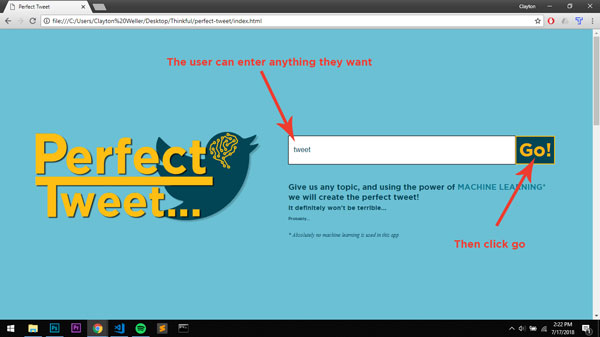 Perfect Tweet
Clayton
file:///C:/Users/Clayton%20Weller/Desktop/Thinkful/perfect-tweet/index.html
The user can enter anything they want
Perfect
Tweet...
tweet
Go!
Give us any topic, and using the power of MACHINE LEARNING*
we will create the perfect tweet!
It definitely won't be terrible...
Promise...
* Absolutely no machine learning is used in this app
Then click go
2:22 PM
7/17/2018